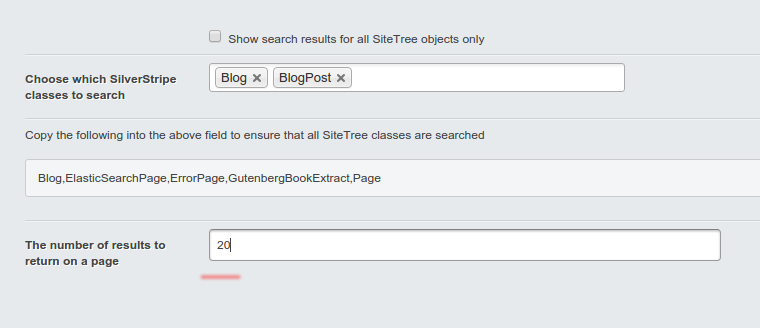 Show search results for all SiteTree objects only
Choose which SilverStripe
classes to search
Blog × BlogPost ×
Copy the following into the above field to ensure that all SiteTree classes are searched
Blog,ElasticSearchPage,ErrorPage,GutenbergBookExtract,Page
The number of results to
return on a page
20